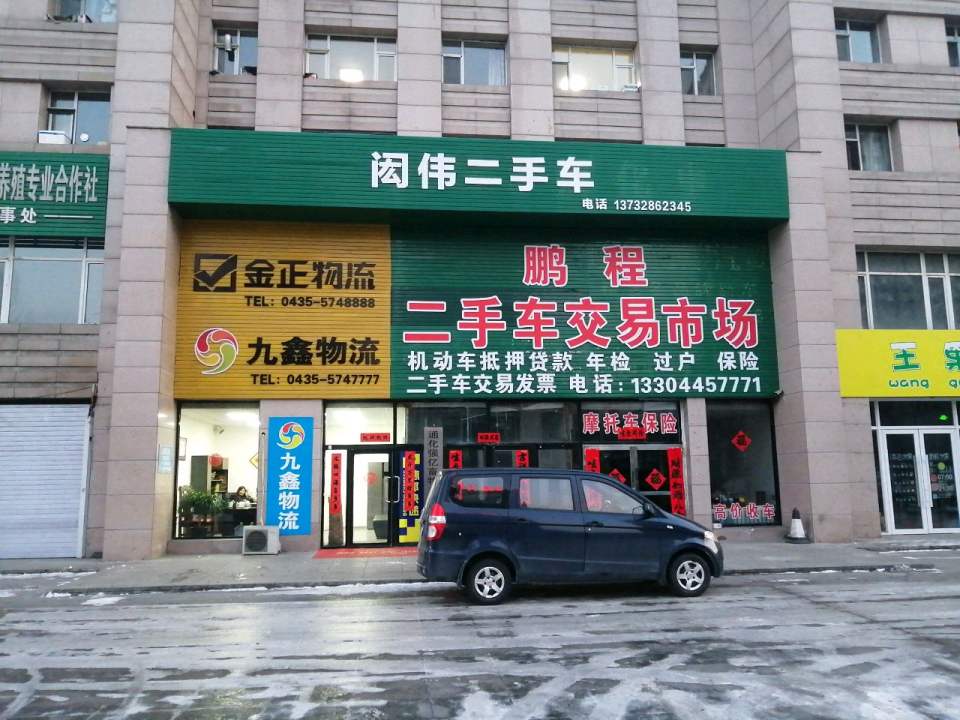 闳伟二手车
电话 13732862345
养殖专业合作社
事处
金正物流
TEL: 0435-5748888
九鑫物流
TEL: 0435-5747777
鹏程
二手车交易市场
机动车抵押贷款 年检 过户 保险
二手车交易发票 电话:13304457771
土
wang
摩托车保险
九鑫物流
高价收车